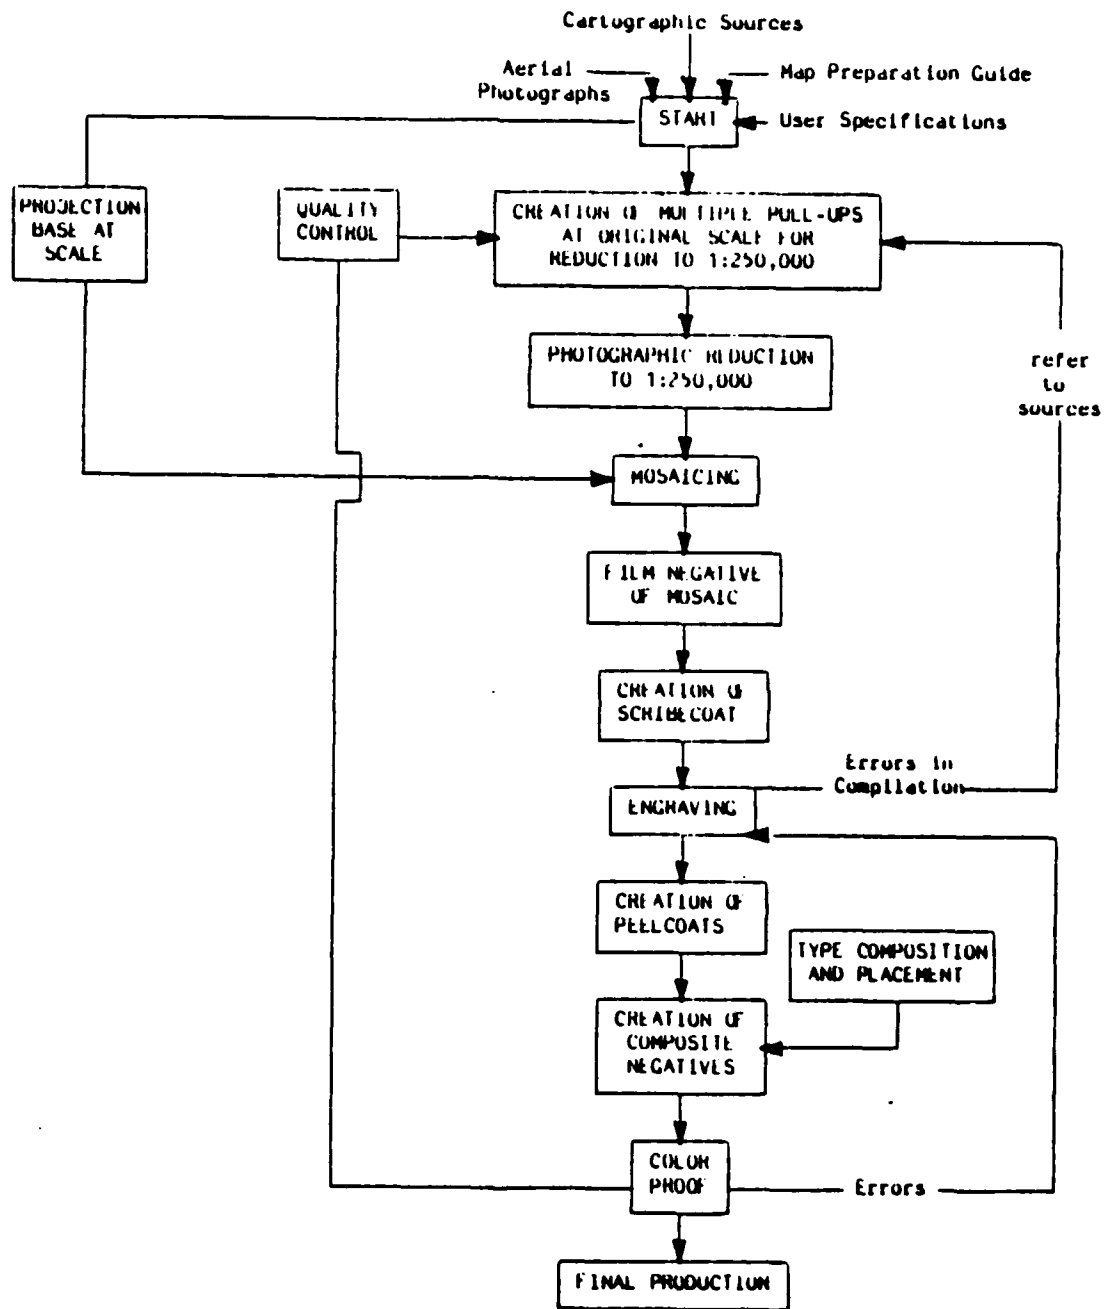 Cartographic Sources
Aerial
Photographs
Map Preparation Guide
START
User Specifications
PROJECTION
BASE AT
SCALE
QUALITY
CONTROL
CREATION OF MULTIPLE PULL-UPS
AT ORIGINAL SCALE FOR
REDUCTION TO 1:250,000
PHOTOGRAPHIC REDUCTION
TO 1:250,000
refer
to
sources
MOSAICING
FILM NEGATIVE
OF MOSAIC
CREATION OF
SCRIBECOAT
Errors in
Compilation
ENGRAVING
CREATION OF
PEELCOATS
TYPE COMPOSITION
AND PLACEMENT
CREATION OF
COMPOSITE
NEGATIVES
COLOR
PROOF
Errors
FINAL PRODUCTION